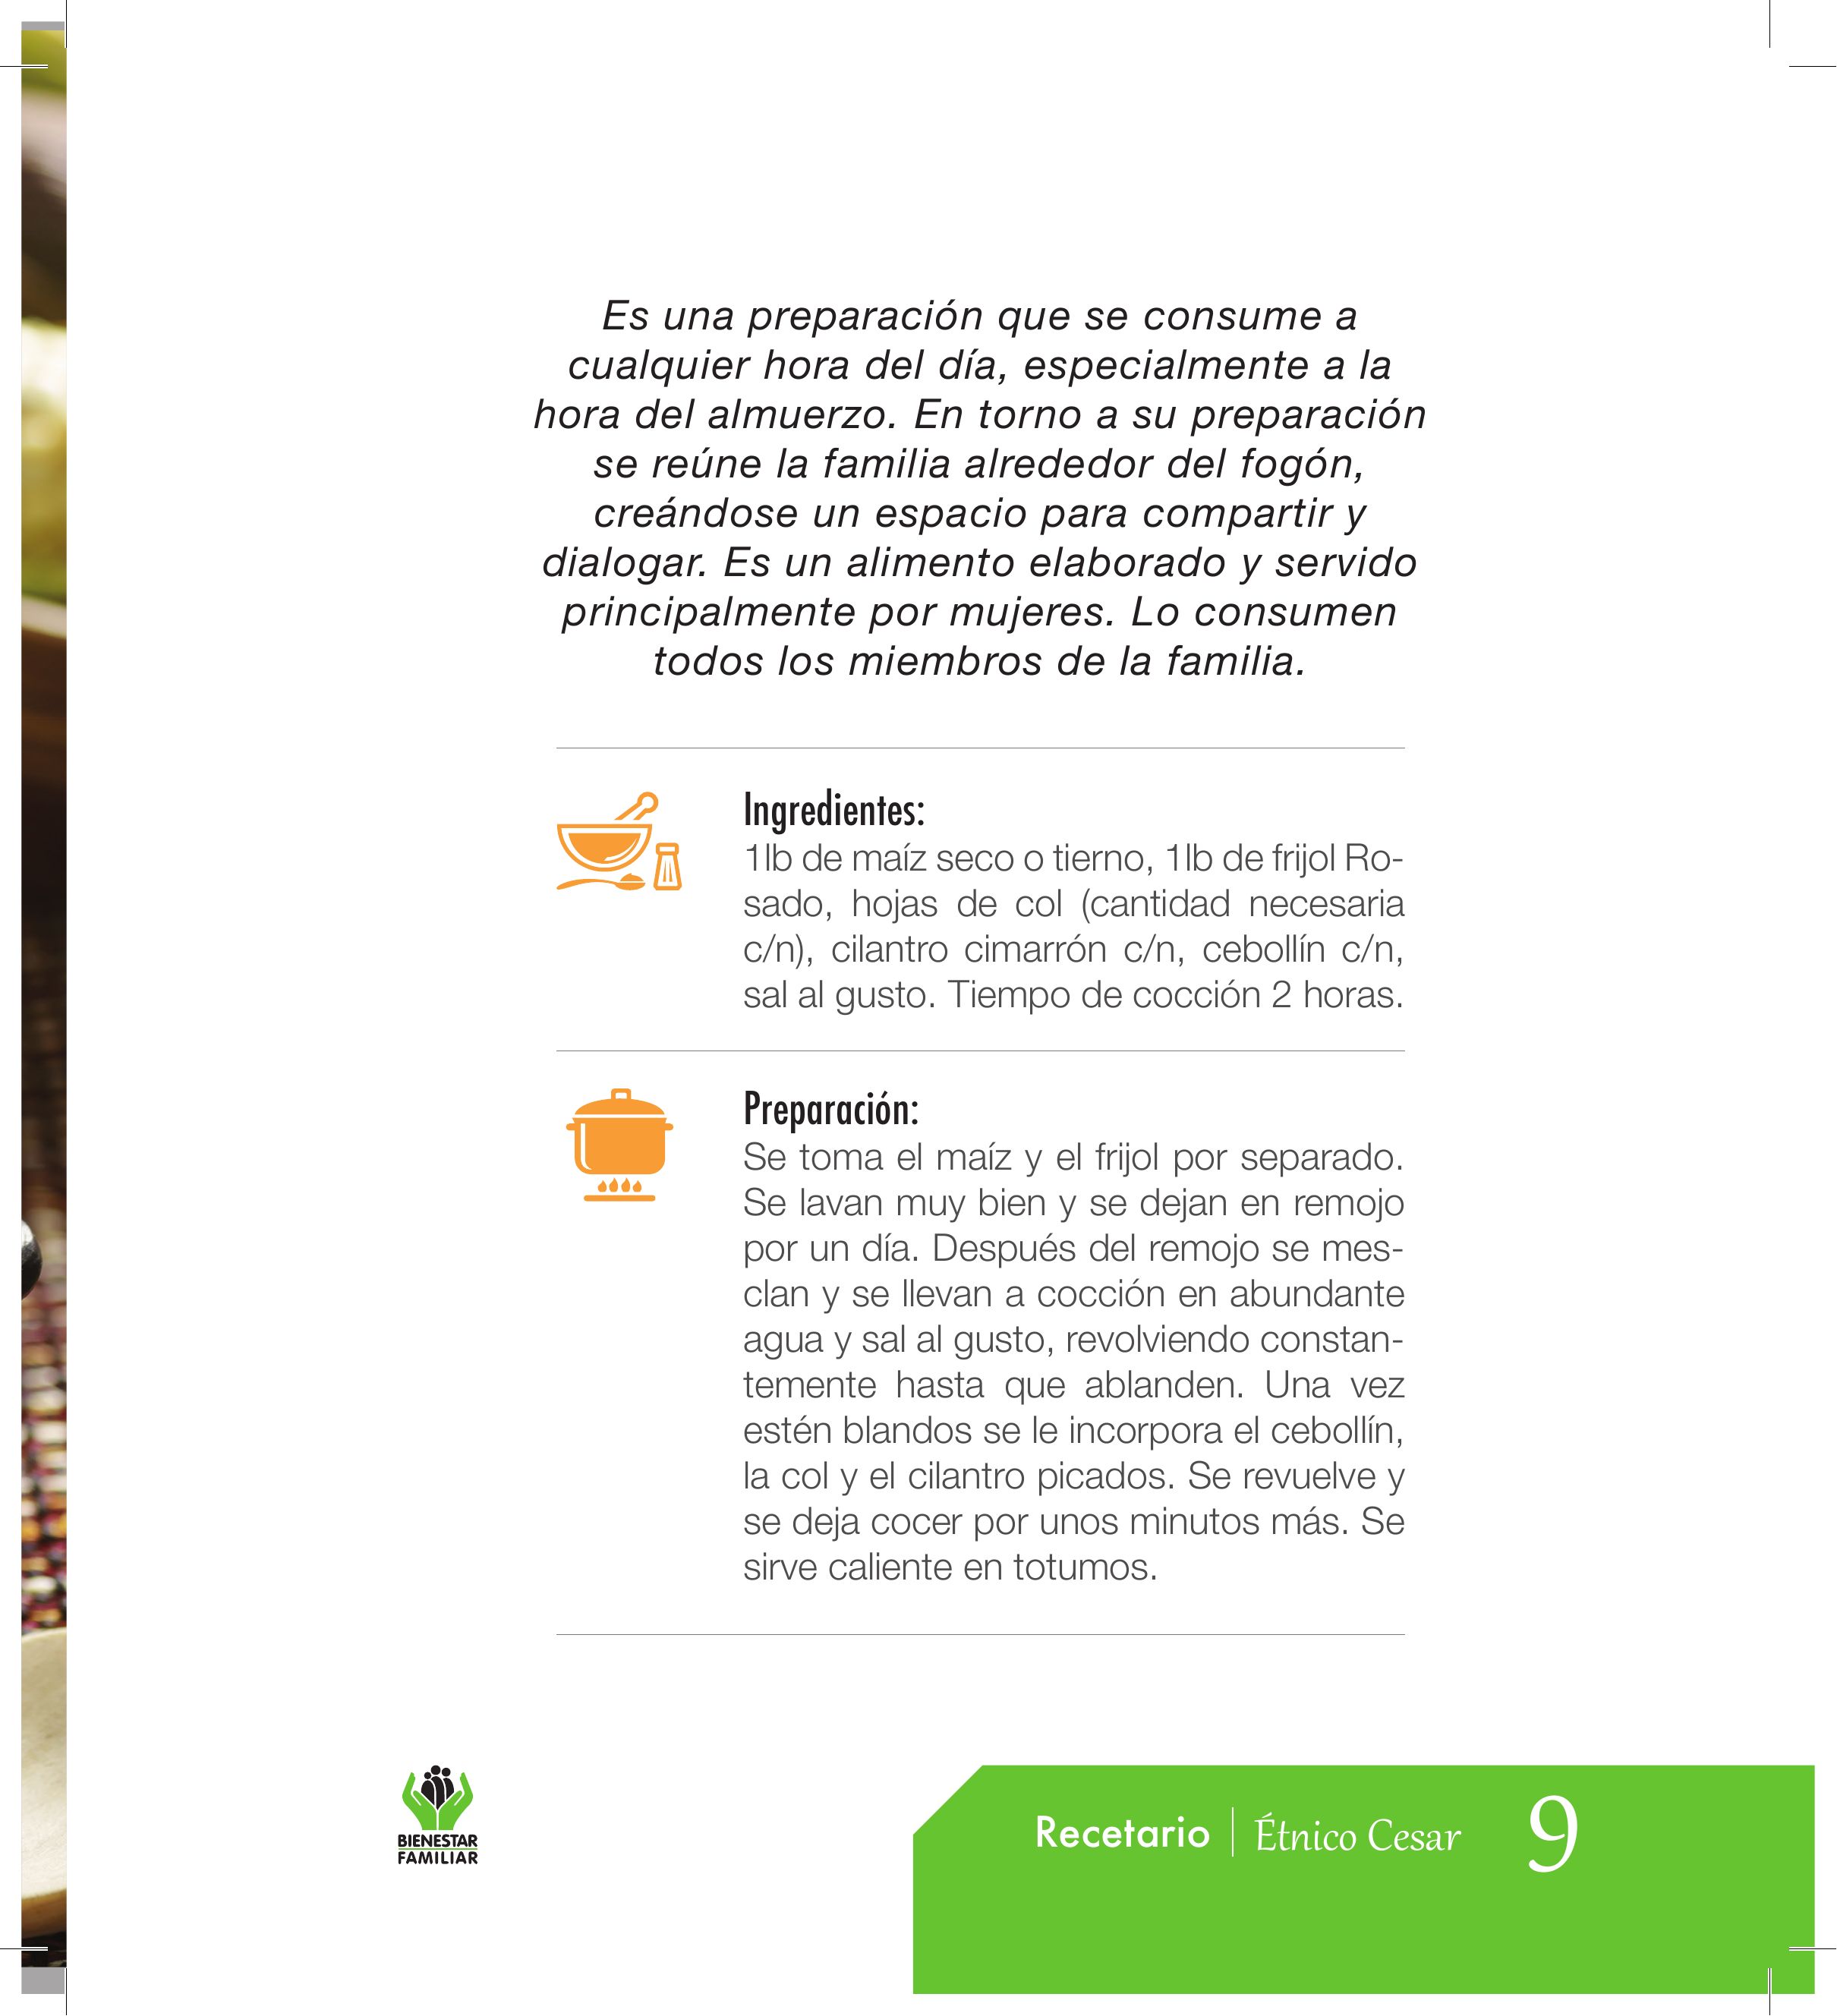 Es una preparación que se consume a
cualquier hora del día, especialmente a la
hora del almuerzo. En torno a su preparación
se reúne la familia alrededor del fogón,
creándose un espacio para compartir y
dialogar. Es un alimento elaborado y servido
principalmente por mujeres. Lo consumen
todos los miembros de la familia.
Ingredientes:
1lb de maíz seco o tierno, 1lb de frijol Ro-
sado, hojas de col (cantidad necesaria
c/n), cilantro cimarrón c/n, cebollín c/n,
sal al gusto. Tiempo de cocción 2 horas.
Preparación:
Se toma el maíz y el frijol por separado.
Se lavan muy bien y se dejan en remojo
por un día. Después del remojo se mes-
clan y se llevan a cocción en abundante
agua y sal al gusto, revolviendo constan-
temente hasta que ablanden. Una vez
estén blandos se le incorpora el cebollín,
la col y el cilantro picados. Se revuelve y
se deja cocer por unos minutos más. Se
sirve caliente en totumos.
BIENESTAR
FAMILIAR
Recetario | Étnico Cesar 9